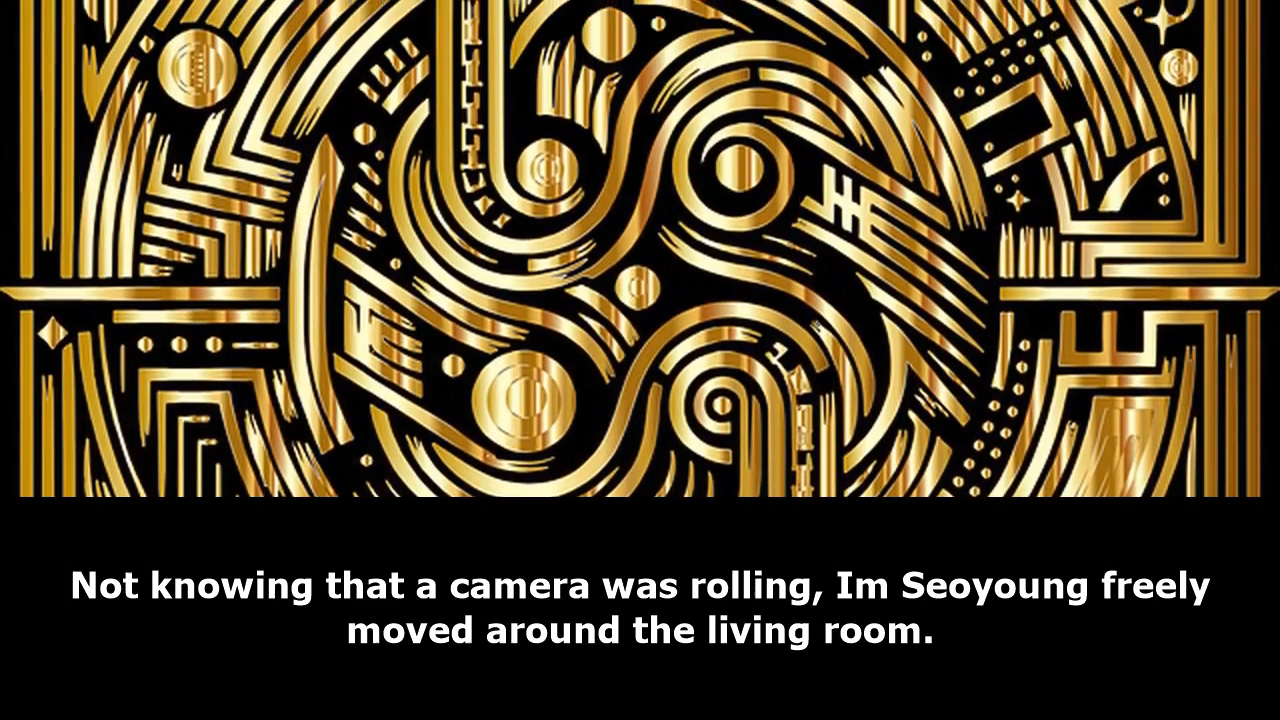 Not knowing that a camera was rolling, Im Seoyoung freely
moved around the living room.